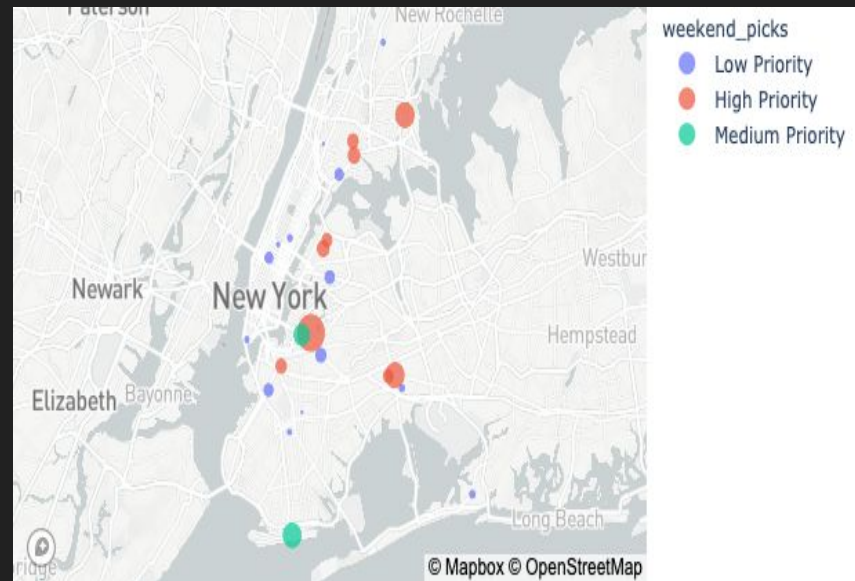 Paterson
New Rochelle
weekend_picks
Low Priority
High Priority
Medium Priority
Westbur
Newark
New York
Hempstead
Elizabeth
Bayonne
Long Beach
© Mapbox © OpenStreetMap